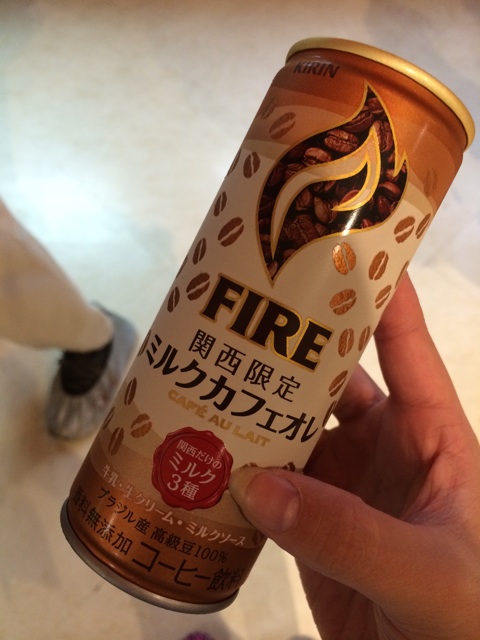 KIRIN
FIRE
関西限定
ミルクカフェオレ
CAFÉ AU LAIT
関西だけの
ミルク
3種
牛乳・生クリーム・ミルクソース
ブラジル産 高級豆100%
香料無添加 コーヒー飲料